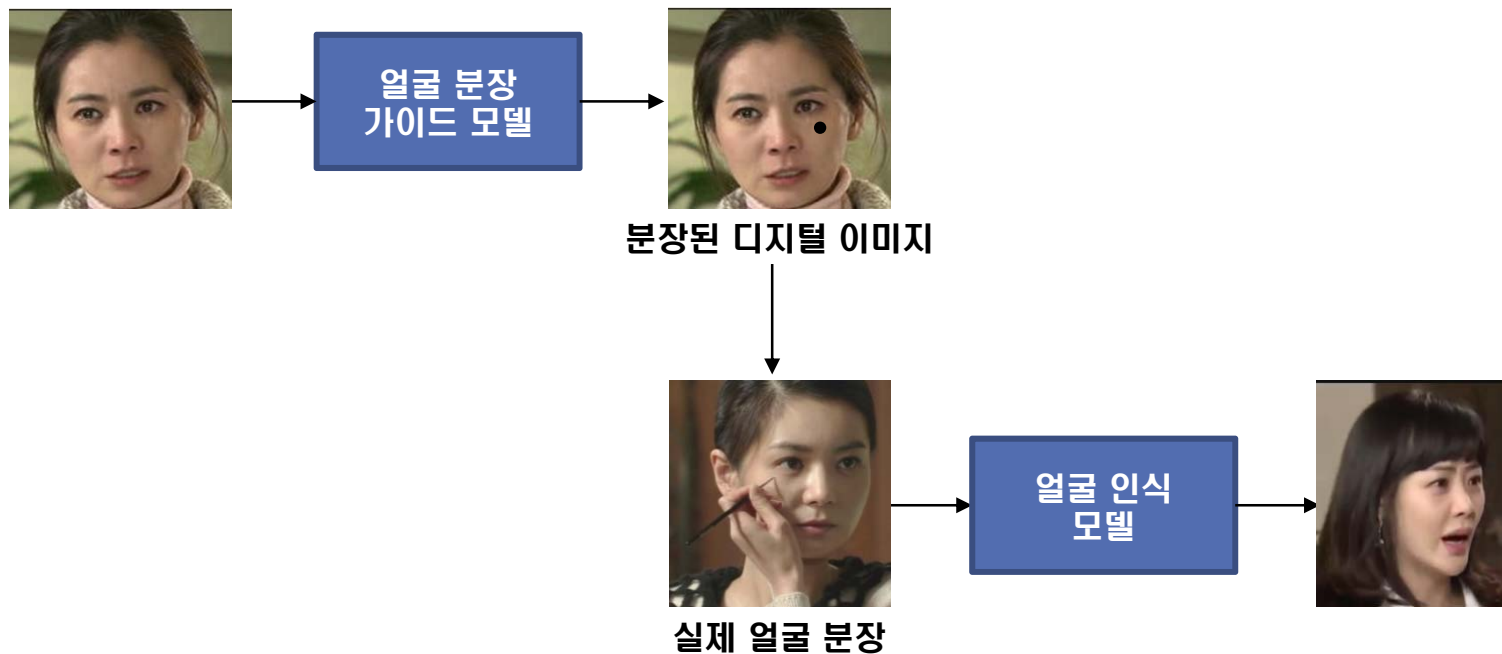 얼굴 분장
가이드 모델
분장된 디지털 이미지
얼굴 인식
모델
실제 얼굴 분장